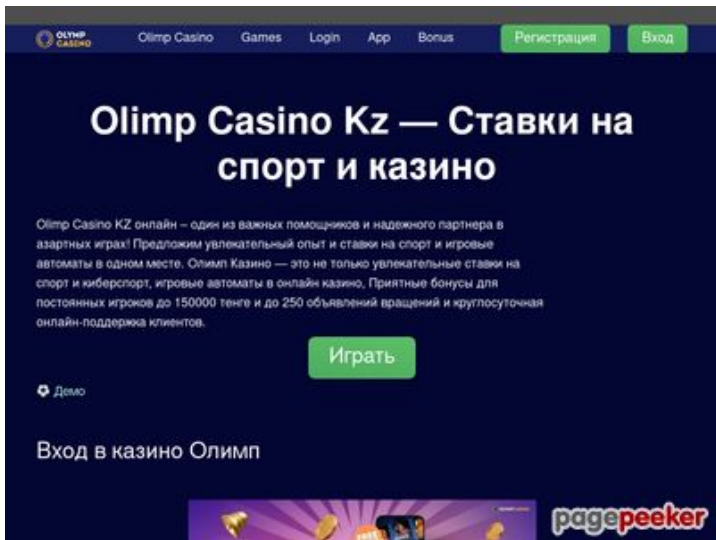 OLYMP
CASINO
Olimp Casino
Games
Login
App
Bonus
Регистрация
Вход
Olimp Casino Kz — Ставки на
спорт и казино
Olimp Casino KZ онлайн – один из важных помощников и надежного партнера в
азартных играх! Предложим увлекательный опыт и ставки на спорт и игровые
автоматы в одном месте. Олимп Казино — это не только увлекательные ставки на
спорт и киберспорт, игровые автоматы в онлайн казино, Приятные бонусы для
постоянных игроков до 150000 тенге и до 250 объявлений вращений и круглосуточная
онлайн-поддержка клиентов.
Играть
Демо
Вход в казино Олимп
FREE
pagepeeker